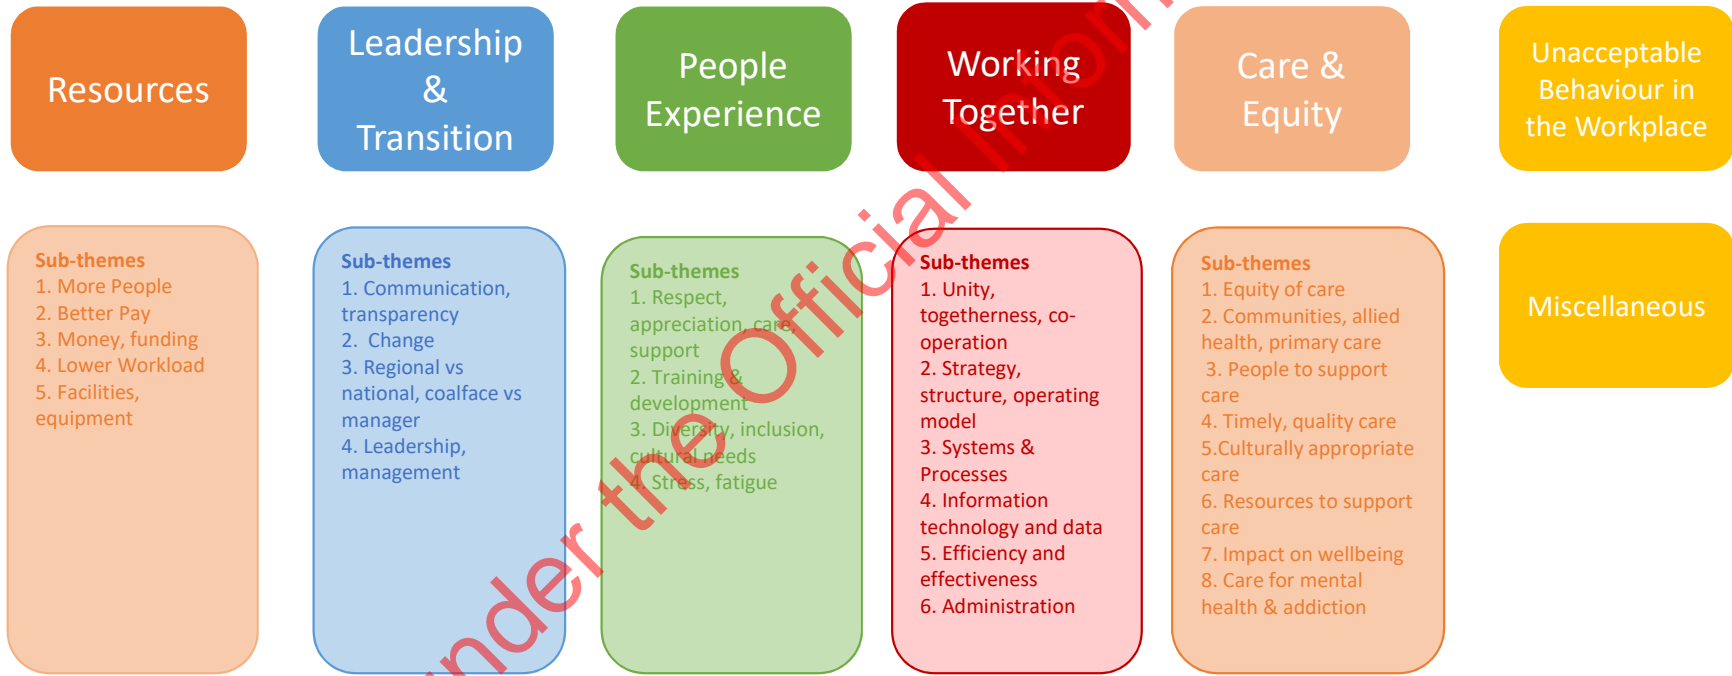 Resources
Leadership
&
Transition
People
Experience
Working
Together
Care &
Equity
Unacceptable
Behaviour in
the Workplace
Sub-themes
1. More People
2. Better Pay
3. Money, funding
4. Lower Workload
5. Facilities,
equipment
Sub-themes
1. Communication,
transparency
2. Change
3. Regional vs
national, coalface vs
manager
4. Leadership,
management
Sub-themes
1. Respect,
appreciation, care,
support
2. Training &
development
3. Diversity, inclusion,
cultural needs
4. Stress, fatigue
Sub-themes
1. Unity,
togetherness, co-
operation
2. Strategy,
structure, operating
model
3. Systems &
Processes
4. Information
technology and data
5. Efficiency and
effectiveness
6. Administration
Sub-themes
1. Equity of care
2. Communities, allied
health, primary care
3. People to support
care
4. Timely, quality care
5.Culturally appropriate
care
6. Resources to support
care
7. Impact on wellbeing
8. Care for mental
health & addiction
Miscellaneous
under the Official Inform